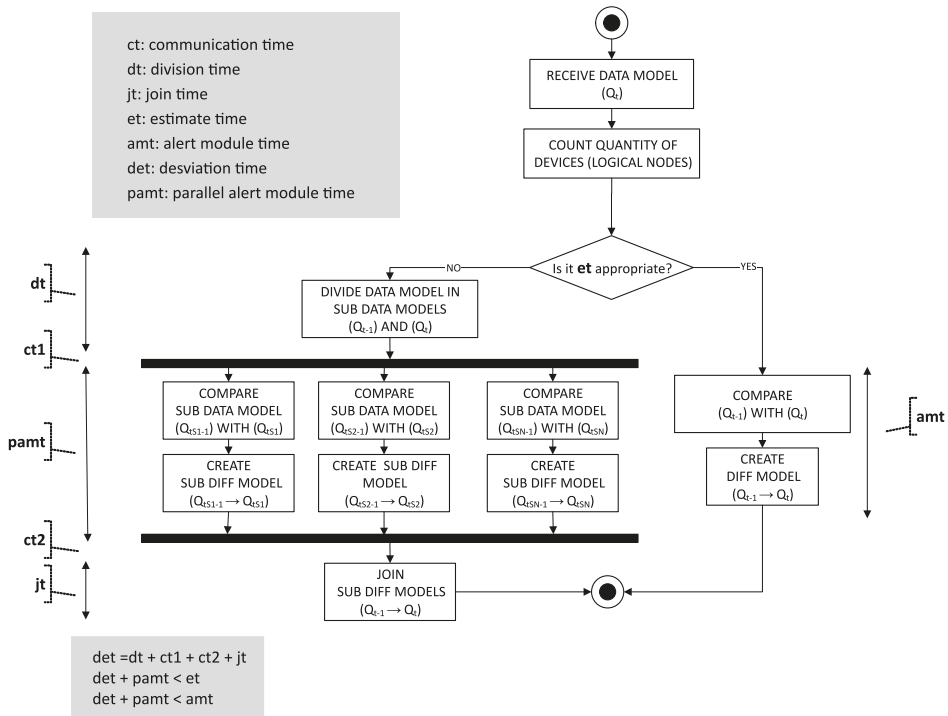 ct: communication time
dt: division time
jt: join time
et: estimate time
amt: alert module time
det: desviation time
pamt: parallel alert module time
RECEIVE DATA MODEL
(Qt)
COUNT QUANTITY OF
DEVICES (LOGICAL NODES)
Is it et appropriate?
NO
YES
DIVIDE DATA MODEL IN
SUB DATA MODELS
(Qt-1) AND (Qt)
dt
ct1
pamt
ct2
jt
COMPARE
SUB DATA MODEL
(QtS1-1) WITH (QtS1)
CREATE
SUB DIFF MODEL
(QtS1-1 → QtS1)
COMPARE
SUB DATA MODEL
(QtS2-1) WITH (QtS2)
CREATE SUB DIFF
MODEL
(QtS2-1 → QtS2)
COMPARE
SUB DATA MODEL
(QtSN-1) WITH (QtSN)
CREATE
SUB DIFF MODEL
(QtSN-1 → QtSN)
COMPARE
(Qt-1) WITH (Qt)
CREATE
DIFF MODEL
(Qt-1 → Qt)
amt
JOIN
SUB DIFF MODELS
(Qt-1 → Qt)
det =dt + ct1 + ct2 + jt
det + pamt < et
det + pamt < amt